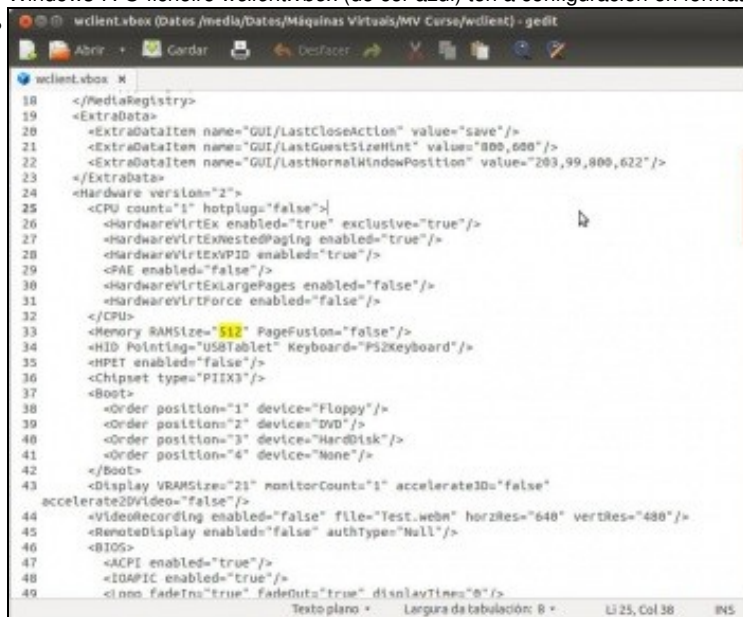 wclient.vbox (Datos /media/Datos/Máquinas Virtuais/MV Curso/wclient) - gedit
Abrir Gardar Desfacer
wclient.vbox
18 </MediaRegistry>
19 <ExtraData>
20 <ExtraDataItem name="GUI/LastCloseAction" value="save"/>
21 <ExtraDataItem name="GUI/LastGuestSizeHint" value="800,600"/>
22 <ExtraDataItem name="GUI/LastNormalWindowPosition" value="203,99,800,622"/>
23 </ExtraData>
24 <Hardware version="2">
25 <CPU count="1" hotplug="false">
26 <HardwareVirtEx enabled="true" exclusive="true"/>
27 <HardwareVirtExNestedPaging enabled="true"/>
28 <HardwareVirtExVPID enabled="true"/>
29 <PAE enabled="false"/>
30 <HardwareVirtExLargePages enabled="false"/>
31 <HardwareVirtForce enabled="false"/>
32 </CPU>
33 <Memory RAMSize="512" PageFusion="false"/>
34 <HID Pointing="USBTablet" Keyboard="PS2Keyboard"/>
35 <HPET enabled="false"/>
36 <Chipset type="PIIX3"/>
37 <Boot>
38 <Order position="1" device="Floppy"/>
39 <Order position="2" device="DVD"/>
40 <Order position="3" device="HardDisk"/>
41 <Order position="4" device="None"/>
42 </Boot>
43 <Display VRAMSize="21" monitorCount="1" accelerate3D="false"
accelerate2DVideo="false"/>
44 <VideoRecording enabled="false" file="Test.webm" horzRes="640" vertRes="480"/>
45 <RemoteDisplay enabled="false" authType="Null"/>
46 <BIOS>
47 <ACPI enabled="true"/>
48 <IOAPIC enabled="true"/>
49 <Logo fadeIn="true" fadeOut="true" displayTime="0"/>
Texto plano Largura da tabulación: 8 Li 25, Col 38 INS